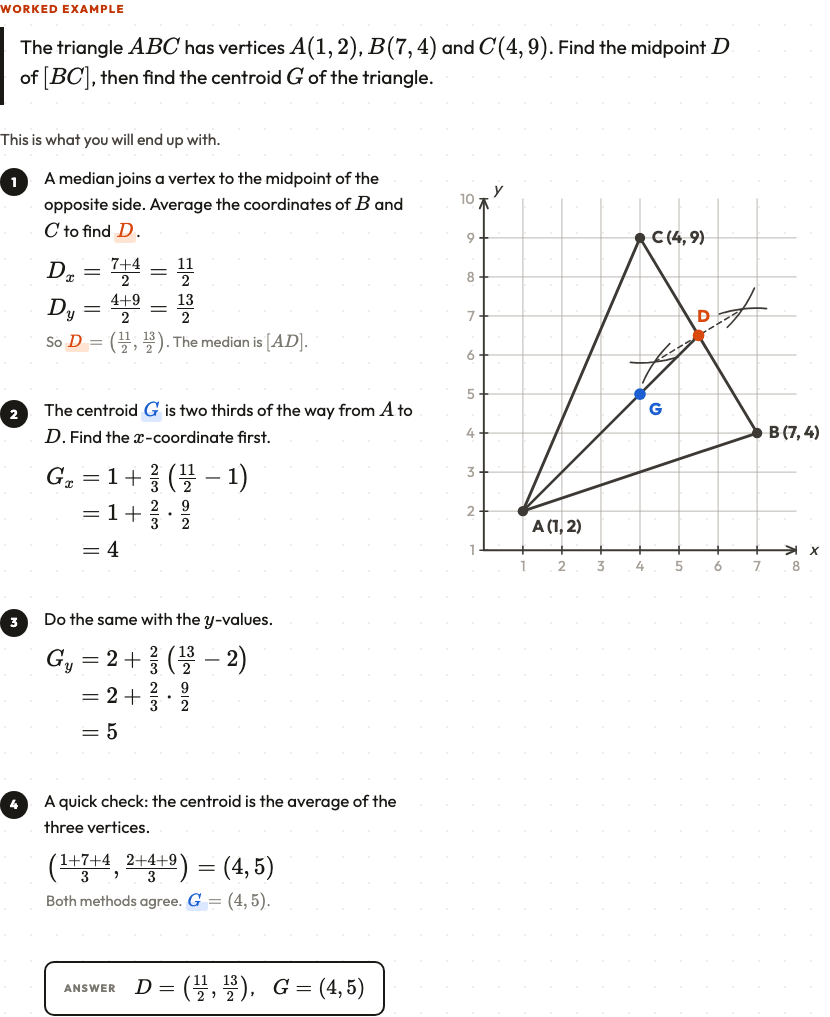 WORKED EXAMPLE
The triangle ABC has vertices A(1, 2), B(7, 4) and C(4, 9). Find the midpoint D
of [BC], then find the centroid G of the triangle.
This is what you will end up with.
1
A median joins a vertex to the midpoint of the
opposite side. Average the coordinates of B and
C to find D.
Dₓ = (7+4)/2 = 11/2
D_y = (4+9)/2 = 13/2
So D = (11/2, 13/2). The median is [AD].
2
The centroid G is two thirds of the way from A to
D. Find the x-coordinate first.
Gₓ = 1 + 2/3 (11/2 − 1)
= 1 + 2/3 · 9/2
= 4
3
Do the same with the y-values.
G_y = 2 + 2/3 (13/2 − 2)
= 2 + 2/3 · 9/2
= 5
4
A quick check: the centroid is the average of the
three vertices.
((1+7+4)/3, (2+4+9)/3) = (4, 5)
Both methods agree. G = (4, 5).
ANSWER D = (11/2, 13/2), G = (4, 5)
y
10
9
8
7
6
5
4
3
2
1
C (4, 9)
D
G
B (7, 4)
A (1, 2)
x
1 2 3 4 5 6 7 8